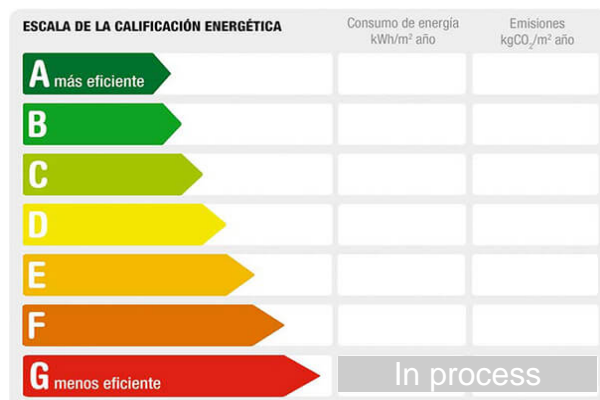 ESCALA DE LA CALIFICACIÓN ENERGÉTICA
Consumo de energía
kWh/m² año
Emisiones
kgCO₂/m² año
A más eficiente
B
C
D
E
F
G menos eficiente
In process